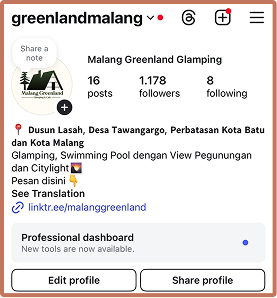 greenlandmalang
Share a
note
Malang Greenland
Malang Greenland Glamping
16 1.178 8
posts followers following
📍 Dusun Lasah, Desa Tawangargo, Perbatasan Kota Batu
dan Kota Malang
Glamping, Swimming Pool dengan View Pegunungan
dan Citylight🌄
Pesan disini 👇
See Translation
linktr.ee/malanggreenland
Professional dashboard
New tools are now available.
Edit profile Share profile